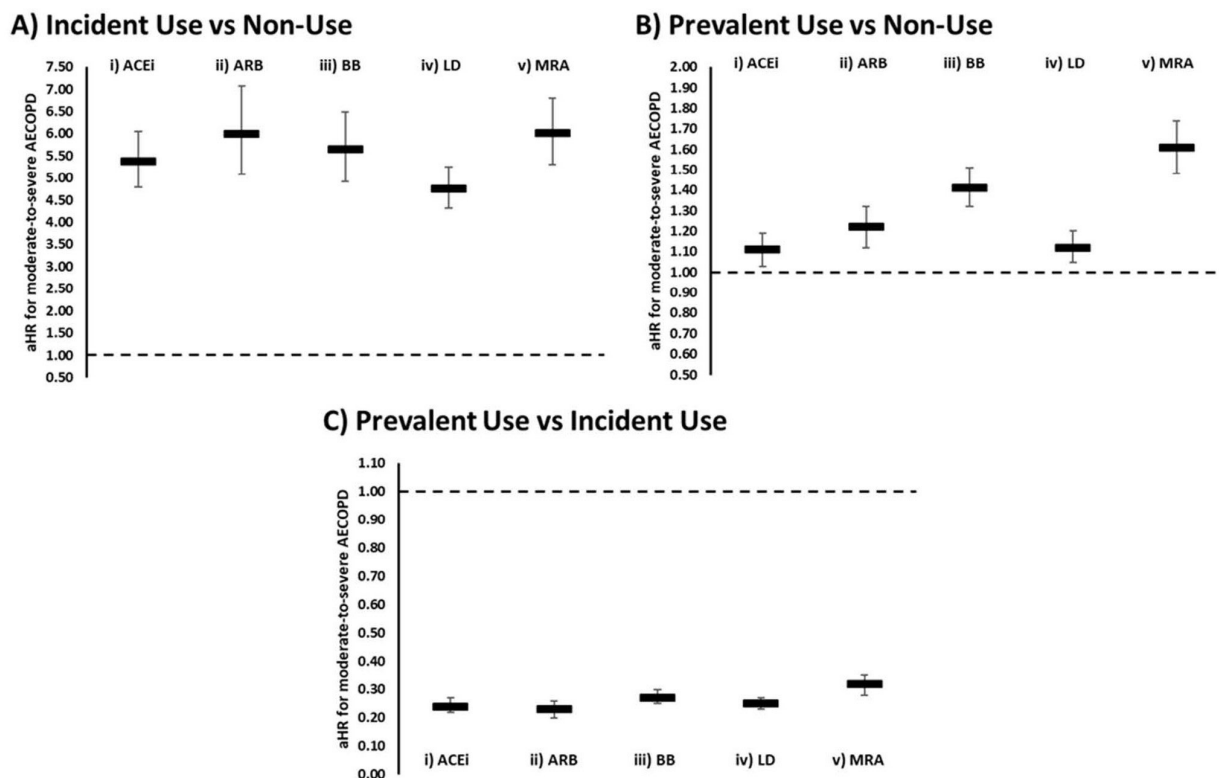 A) Incident Use vs Non-Use
aHR for moderate-to-severe AECOPD
7.50
7.00
6.50
6.00
5.50
5.00
4.50
4.00
3.50
3.00
2.50
2.00
1.50
1.00
0.50
i) ACEi
ii) ARB
iii) BB
iv) LD
v) MRA
B) Prevalent Use vs Non-Use
aHR for moderate-to-severe AECOPD
2.00
1.90
1.80
1.70
1.60
1.50
1.40
1.30
1.20
1.10
1.00
0.90
0.80
0.70
0.60
0.50
i) ACEi
ii) ARB
iii) BB
iv) LD
v) MRA
C) Prevalent Use vs Incident Use
aHR for moderate-to-severe AECOPD
1.10
1.00
0.90
0.80
0.70
0.60
0.50
0.40
0.30
0.20
0.10
0.00
i) ACEi
ii) ARB
iii) BB
iv) LD
v) MRA